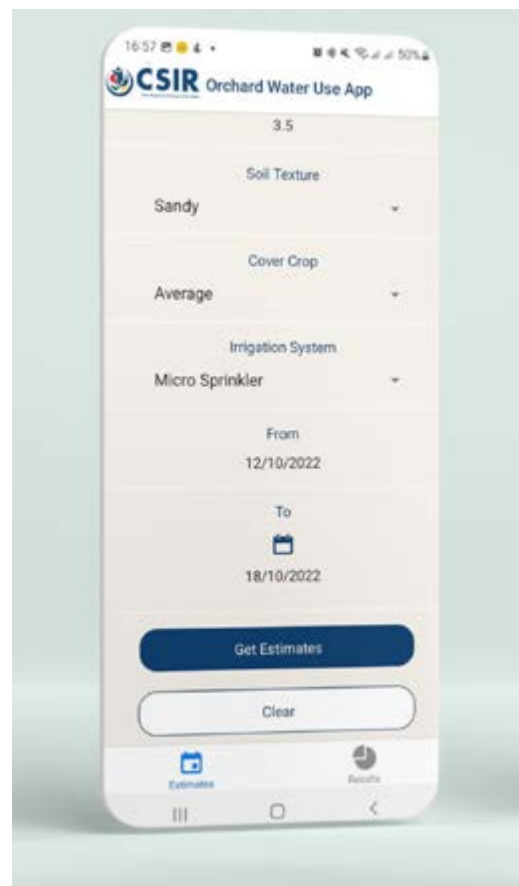 16:57
50%
CSIR Orchard Water Use App
3.5
Soil Texture
Sandy
Cover Crop
Average
Irrigation System
Micro Sprinkler
From
12/10/2022
To
18/10/2022
Get Estimates
Clear
Estimates
Results